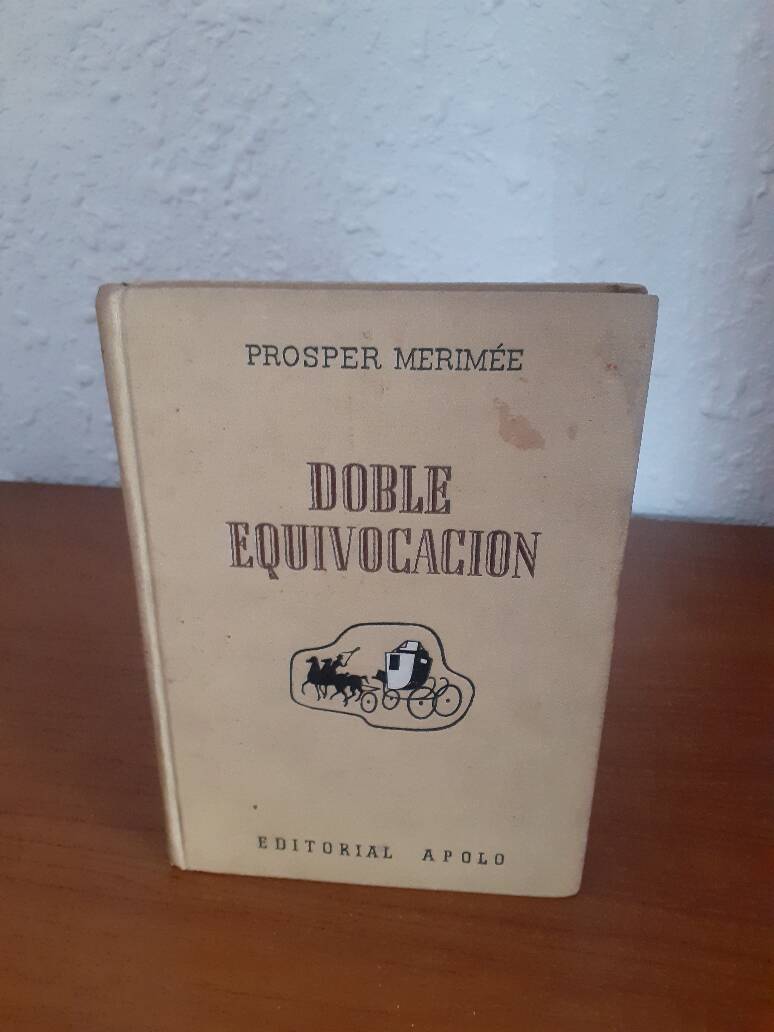 PROSPER MERIMÉE
DOBLE
EQUIVOCACION
EDITORIAL APOLO